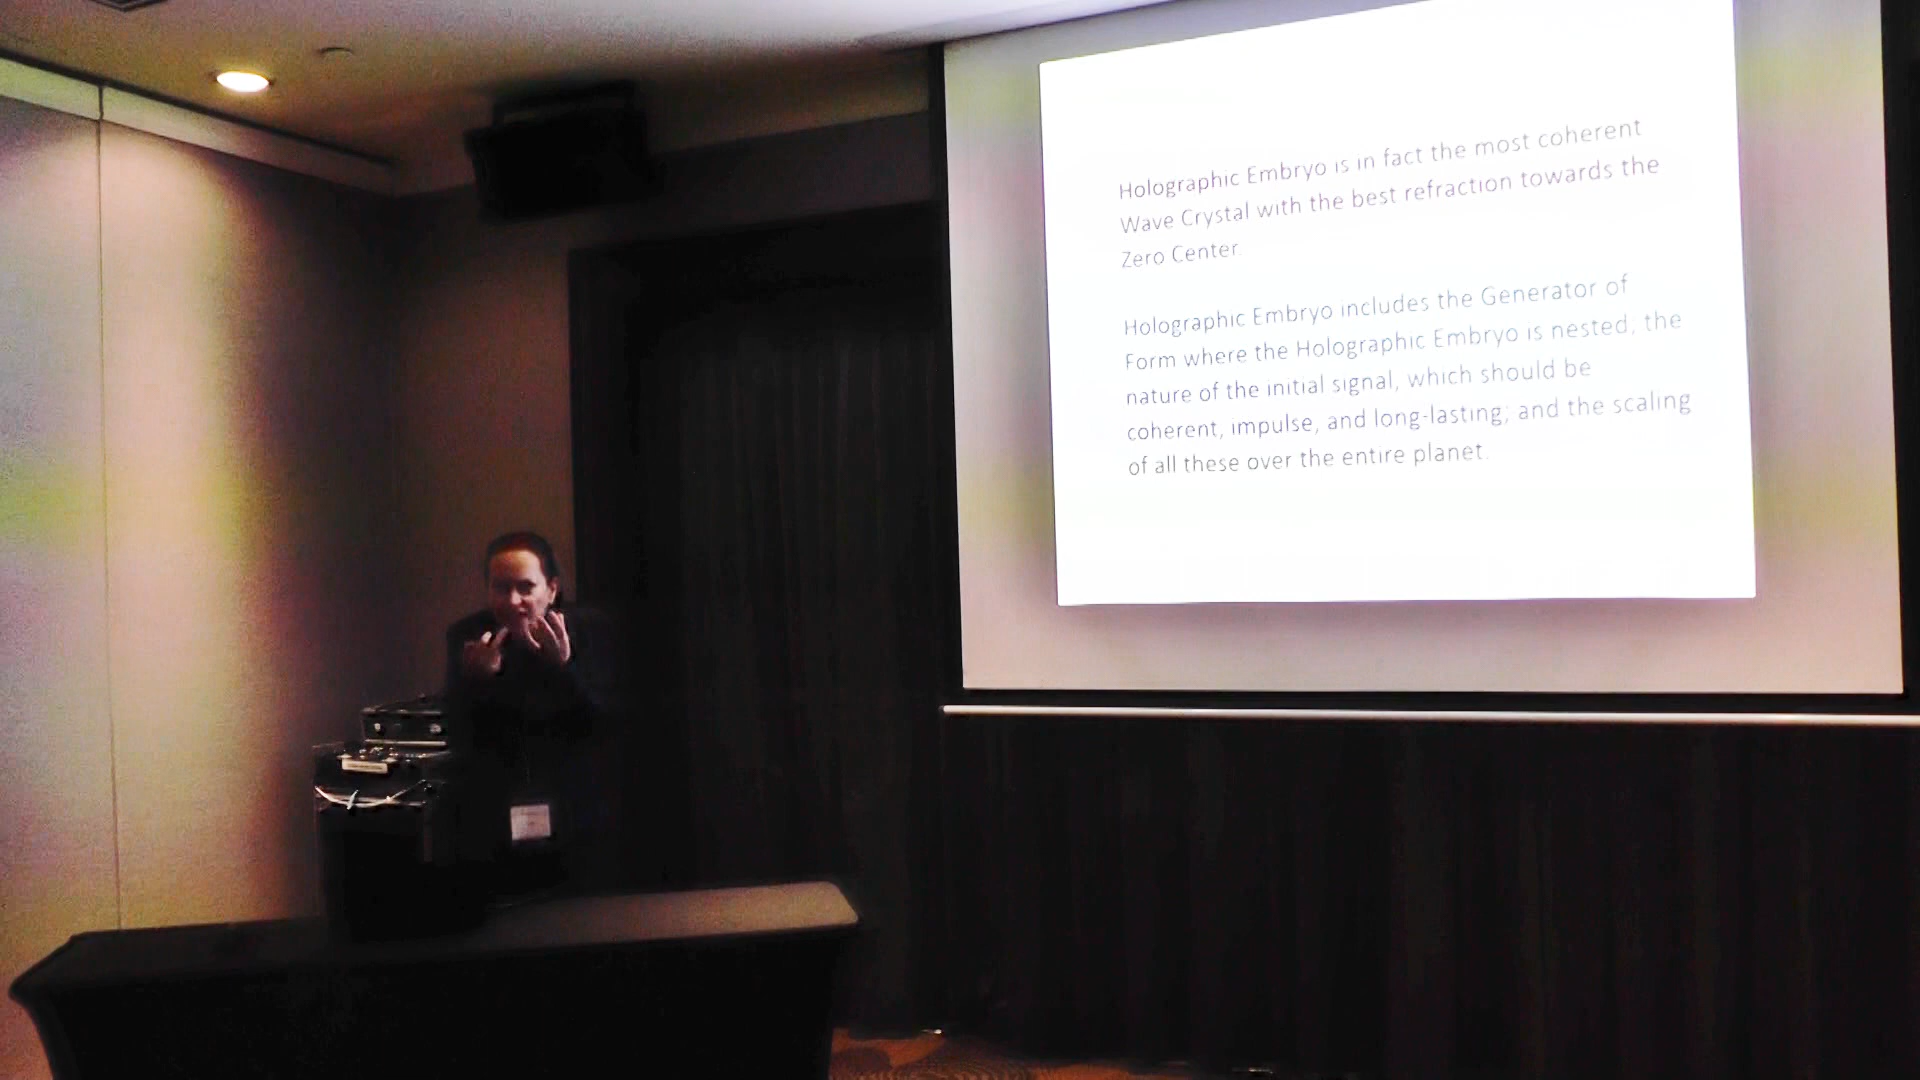 Holographic Embryo is in fact the most coherent
Wave Crystal with the best refraction towards the
Zero Center.
Holographic Embryo includes the Generator of
Form where the Holographic Embryo is nested; the
nature of the initial signal, which should be
coherent, impulse, and long-lasting; and the scaling
of all these over the entire planet.